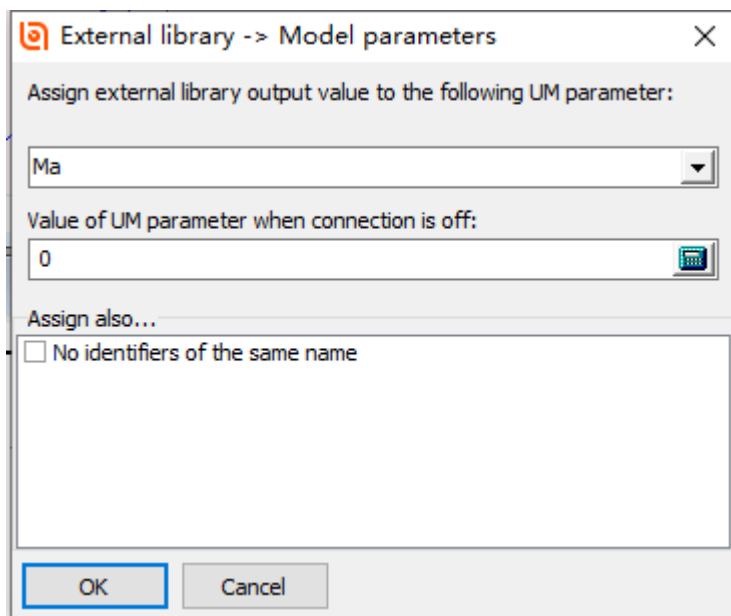 External library -> Model parameters
Assign external library output value to the following UM parameter:
Ma
Value of UM parameter when connection is off:
0
Assign also...
No identifiers of the same name
OK
Cancel